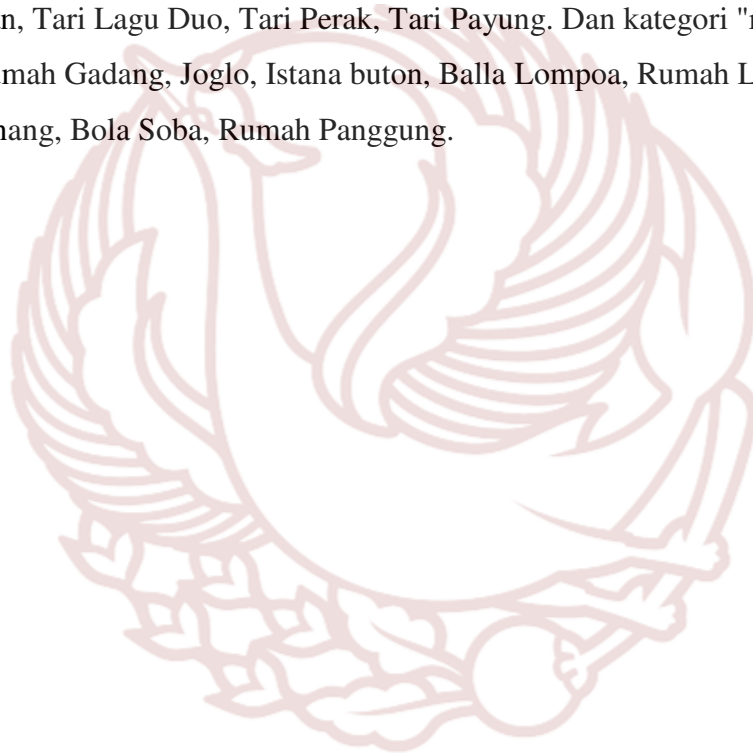 n, Tari Lagu Duo, Tari Perak, Tari Payung. Dan kategori
mah Gadang, Joglo, Istana buton, Balla Lompoa, Rumah
ang, Bola Soba, Rumah Panggung.